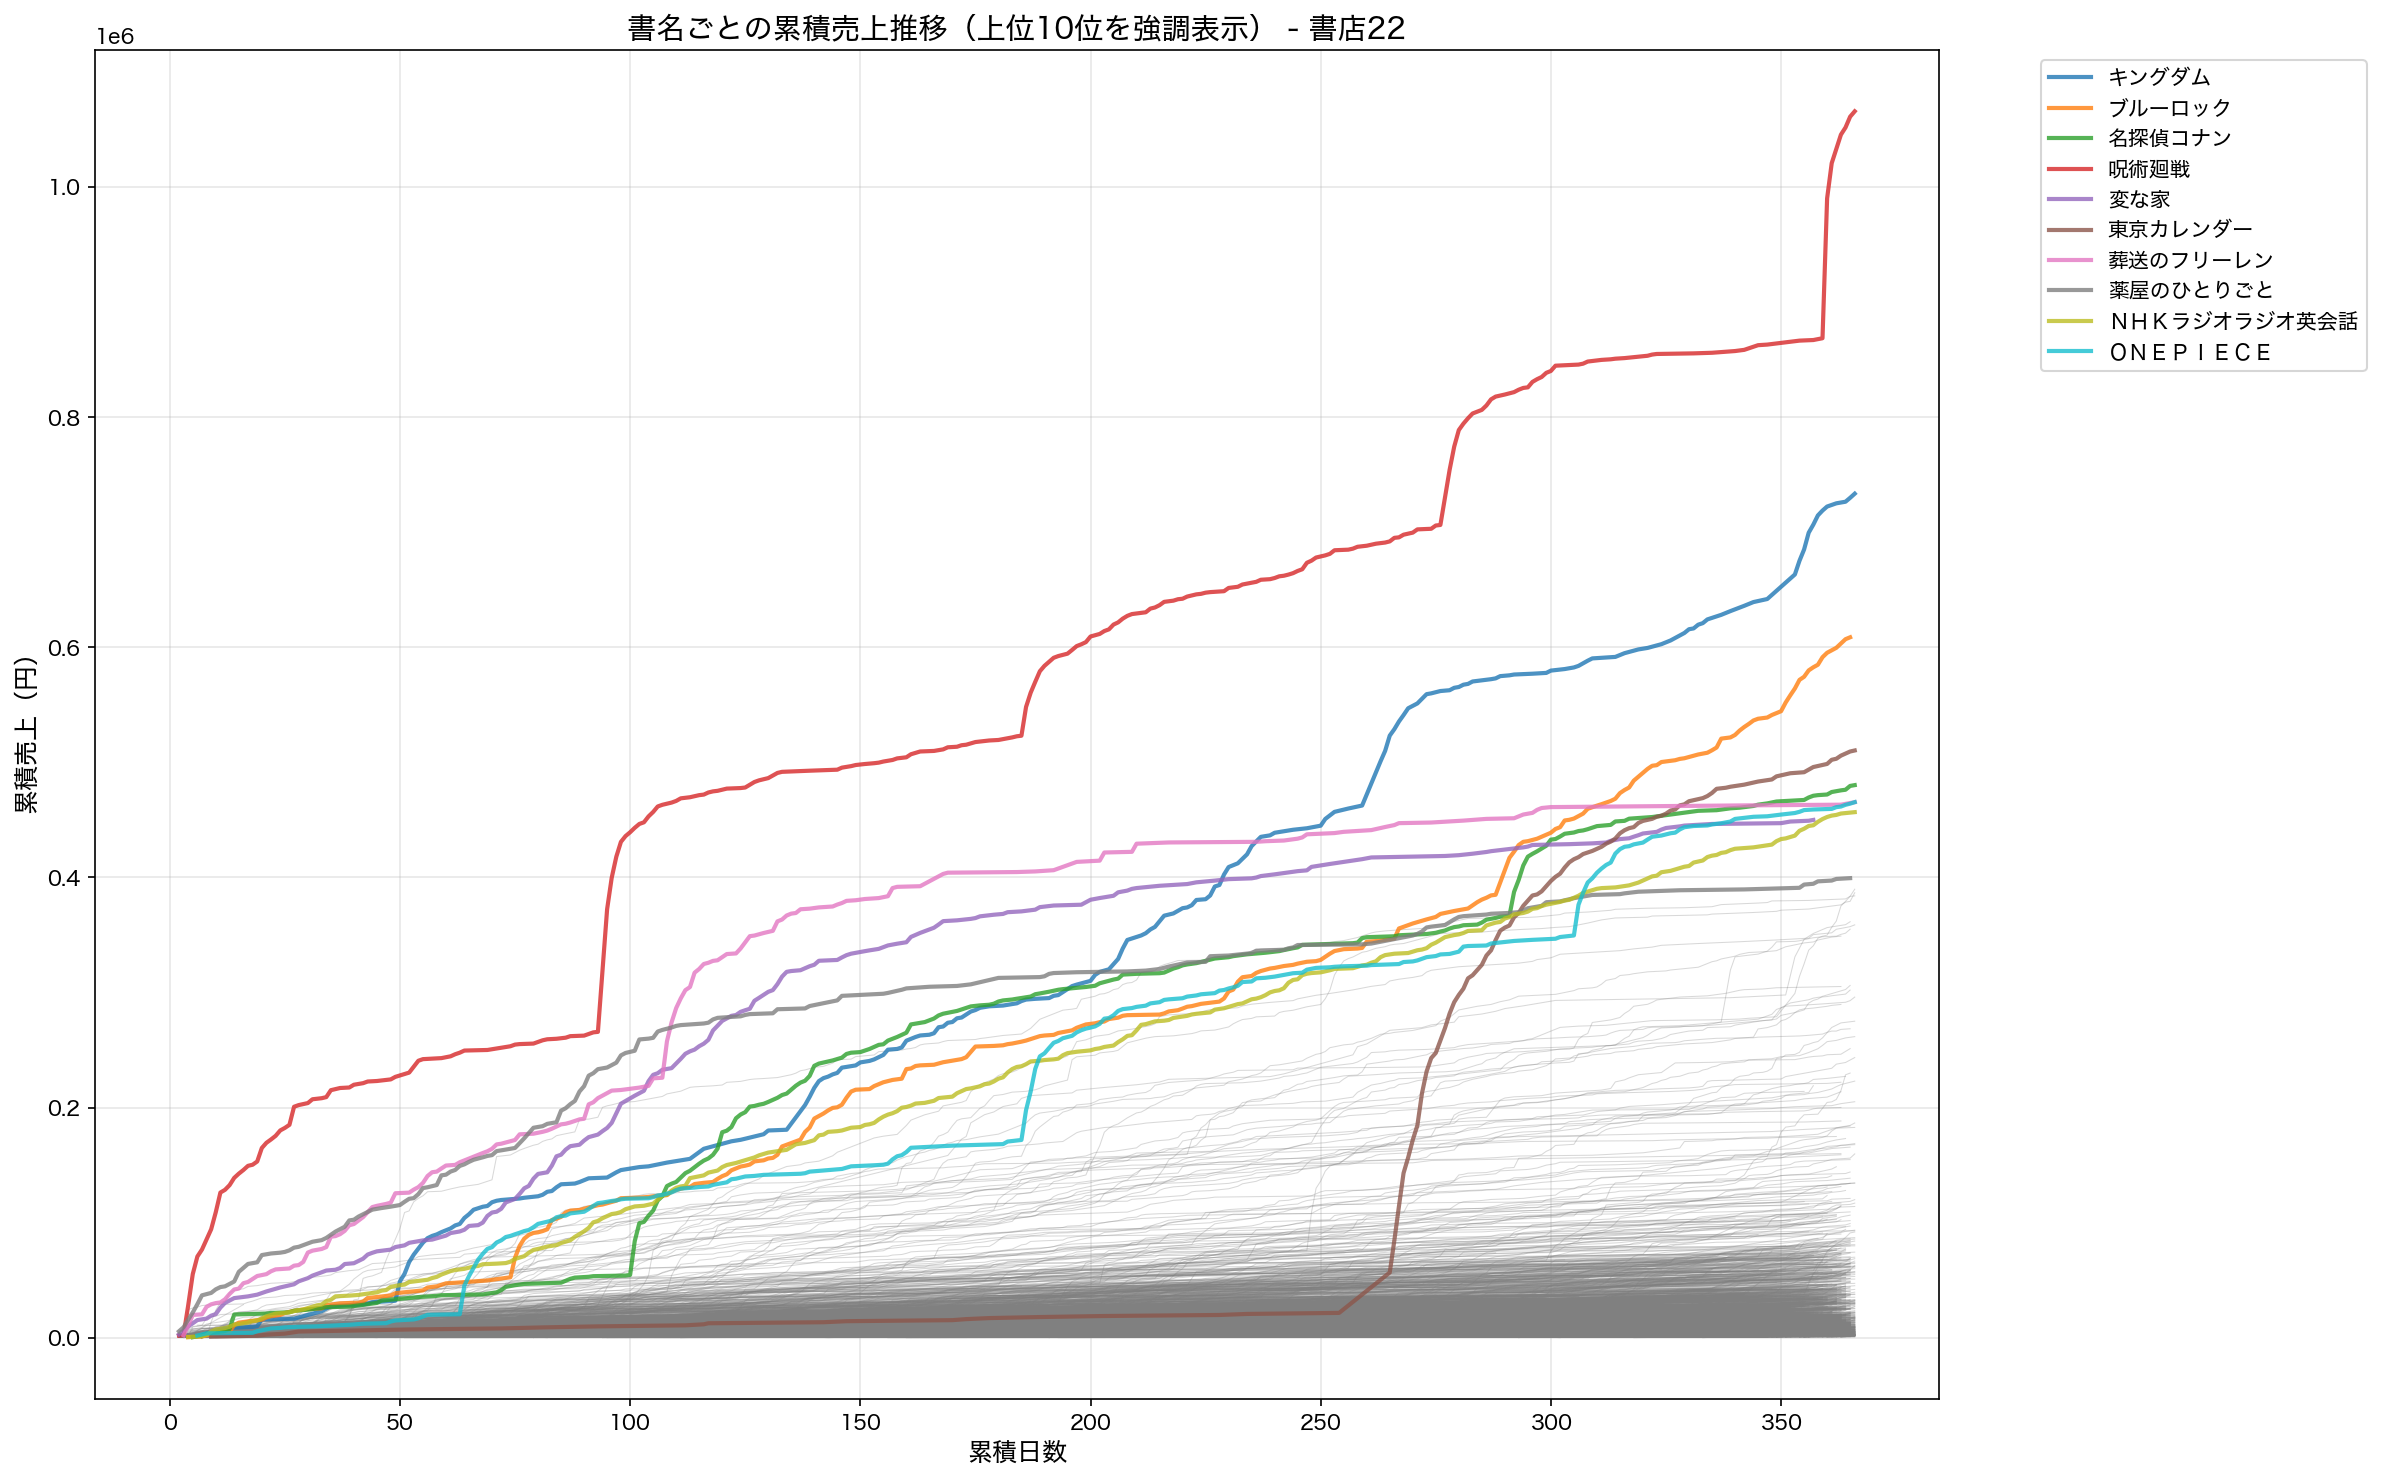 書名ごとの累積売上推移（上位10位を強調表示） - 書店22
1e6
1.0
0.8
0.6
0.4
0.2
0.0
累積売上（円）
0 50 100 150 200 250 300 350
累積日数
キングダム
ブルーロック
名探偵コナン
呪術廻戦
変な家
東京カレンダー
葬送のフリーレン
薬屋のひとりごと
ＮＨＫラジオラジオ英会話
ＯＮＥＰＩＥＣＥ